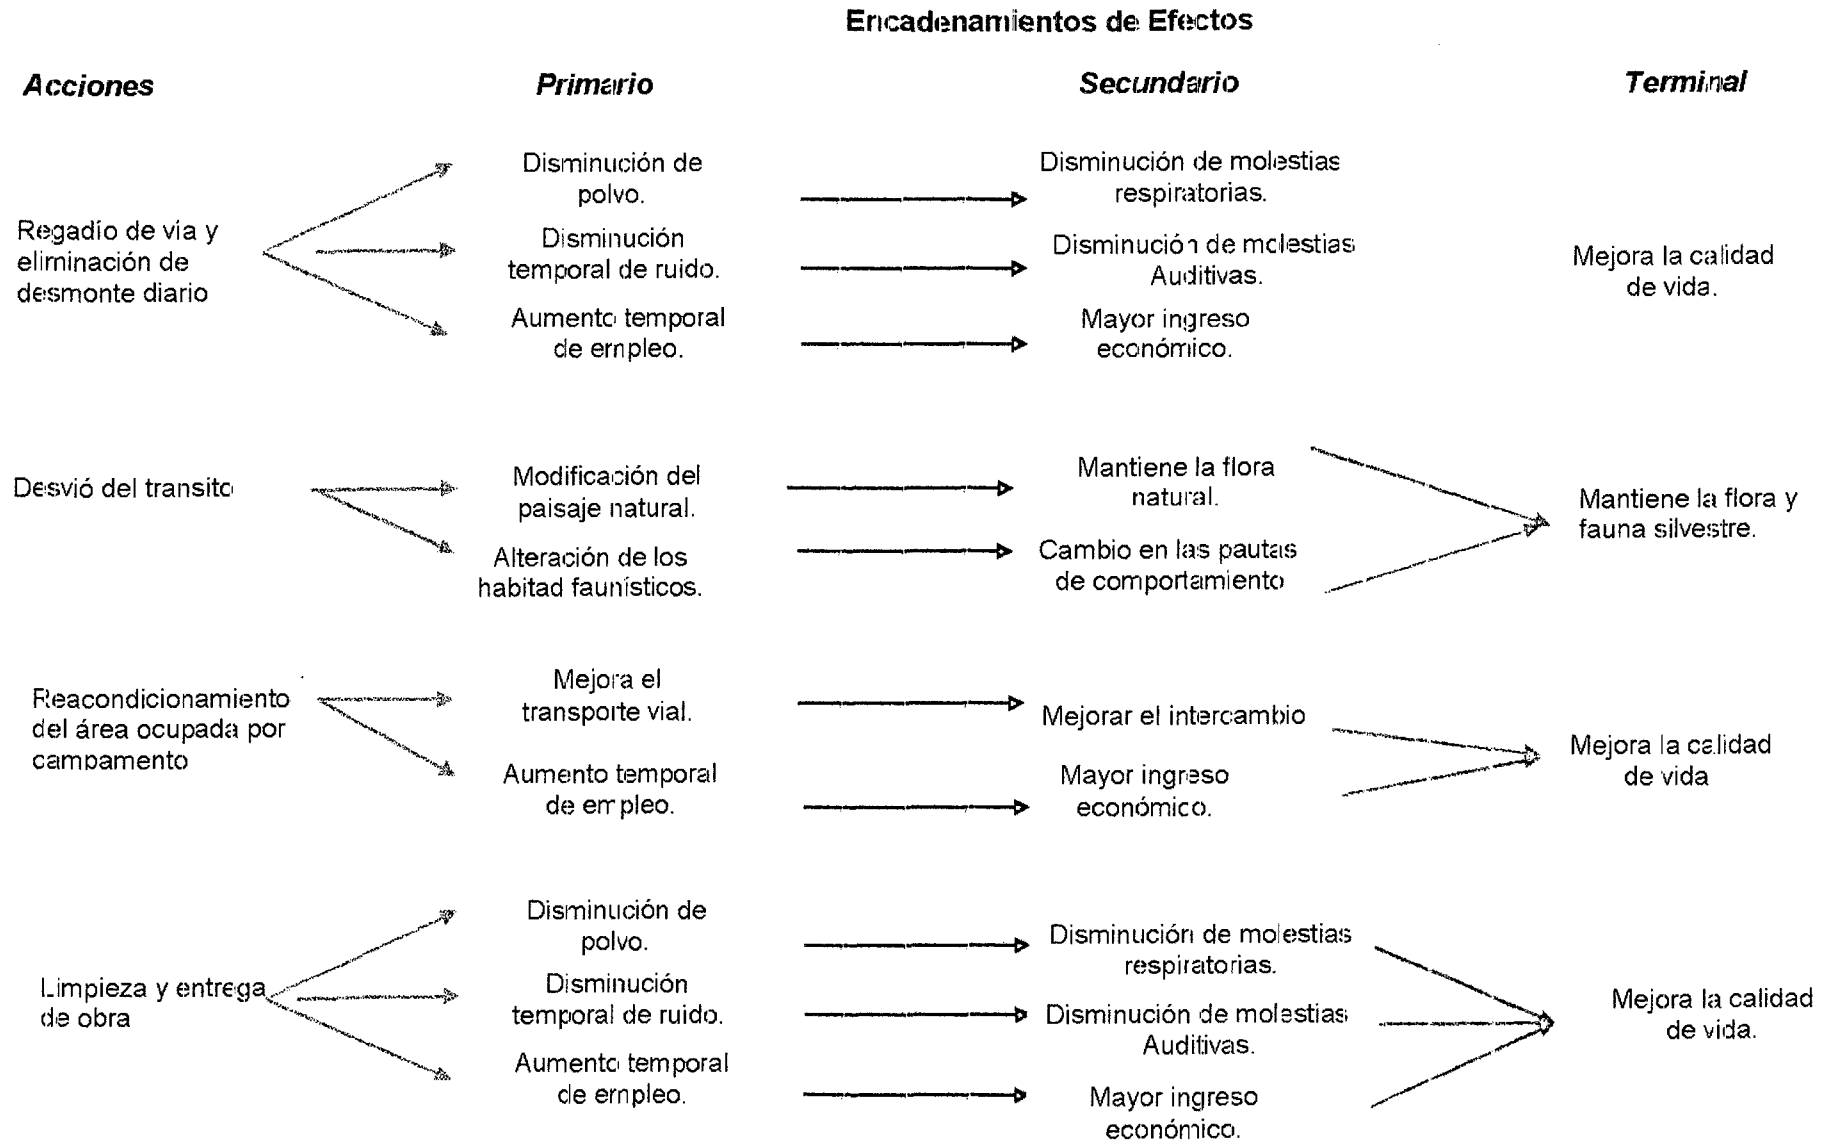 Encadenamientos de Efectos
Acciones
Primario
Secundario
Terminal
Regadío de vía y
eliminación de
desmonte diario
Disminución de
polvo.
Disminución
temporal de ruido.
Aumento temporal
de empleo.
Disminución de molestias
respiratorias.
Disminución de molestias
Auditivas.
Mayor ingreso
económico.
Mejora la calidad
de vida.
Desvió del transito
Modificación del
paisaje natural.
Alteración de los
habitad faunísticos.
Mantiene la flora
natural.
Cambio en las pautas
de comportamiento
Mantiene la flora y
fauna silvestre.
Reacondicionamiento
del área ocupada por
campamento
Mejora el
transporte vial.
Aumento temporal
de empleo.
Mejorar el intercambio
Mayor ingreso
económico.
Mejora la calidad
de vida
Limpieza y entrega
de obra
Disminución de
polvo.
Disminución
temporal de ruido.
Aumento temporal
de empleo.
Disminución de molestias
respiratorias.
Disminución de molestias
Auditivas.
Mayor ingreso
económico.
Mejora la calidad
de vida.